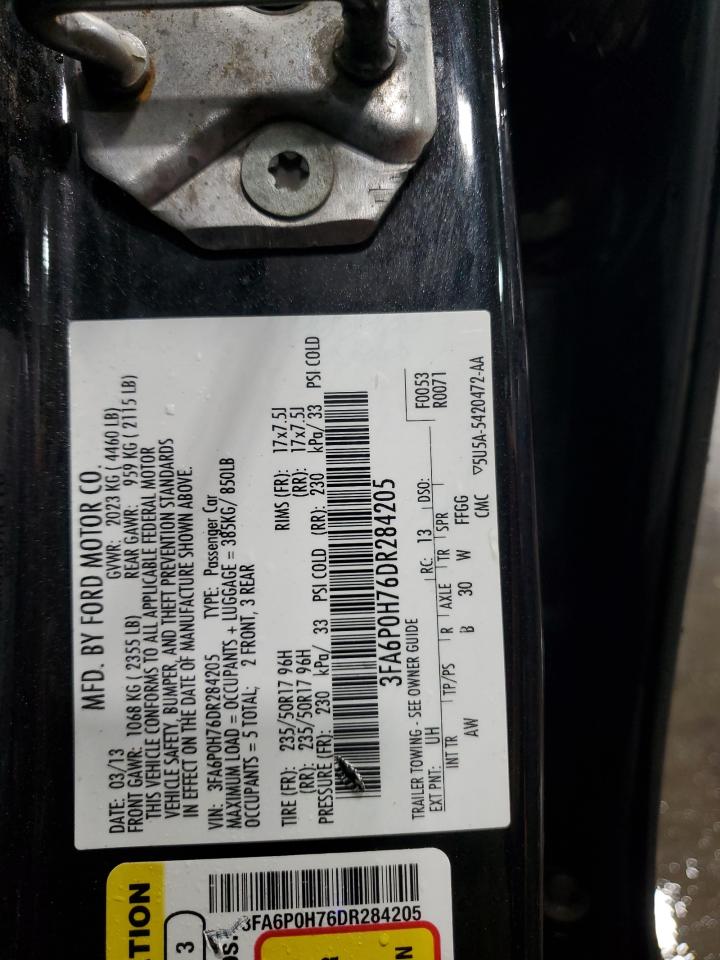 MFD. BY FORD MOTOR CO.
DATE: 03/13 GVWR: 2023 KG ( 4460 LB)
FRONT GAWR: 1068 KG ( 2355 LB) REAR GAWR: 959 KG ( 2115 LB)
THIS VEHICLE CONFORMS TO ALL APPLICABLE FEDERAL MOTOR
VEHICLE SAFETY, BUMPER, AND THEFT PREVENTION STANDARDS
IN EFFECT ON THE DATE OF MANUFACTURE SHOWN ABOVE.
VIN: 3FA6P0H76DR284205 TYPE: Passenger Car
MAXIMUM LOAD = OCCUPANTS + LUGGAGE = 385KG/ 850LB
OCCUPANTS = 5 TOTAL; 2 FRONT, 3 REAR
TIRE (FR): 235/50R17 96H RIMS (FR): 17x7.5J
(RR): 235/50R17 96H (RR): 17x7.5J
PRESSURE (FR): 230 kPa/ 33 PSI COLD (RR): 230 kPa/ 33 PSI COLD
3FA6P0H76DR284205
TRAILER TOWING - SEE OWNER GUIDE F0053
EXT PNT: UH RC: 13 DSO: R0071
INT TR TP/PS R AXLE TR SPR
AW B 30 W FFGG
CMC ▽5U5A-5420472-AA
TION
3
OS.
3FA6P0H76DR284205
R
N